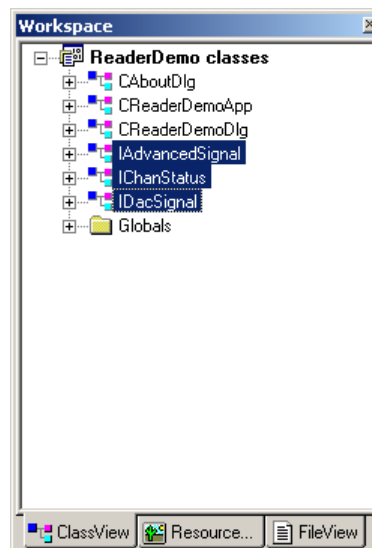 Workspace
ReaderDemo classes
CAboutDlg
CReaderDemoApp
CReaderDemoDlg
IAdvancedSignal
IChanStatus
IDacSignal
Globals
ClassView Resource... FileView